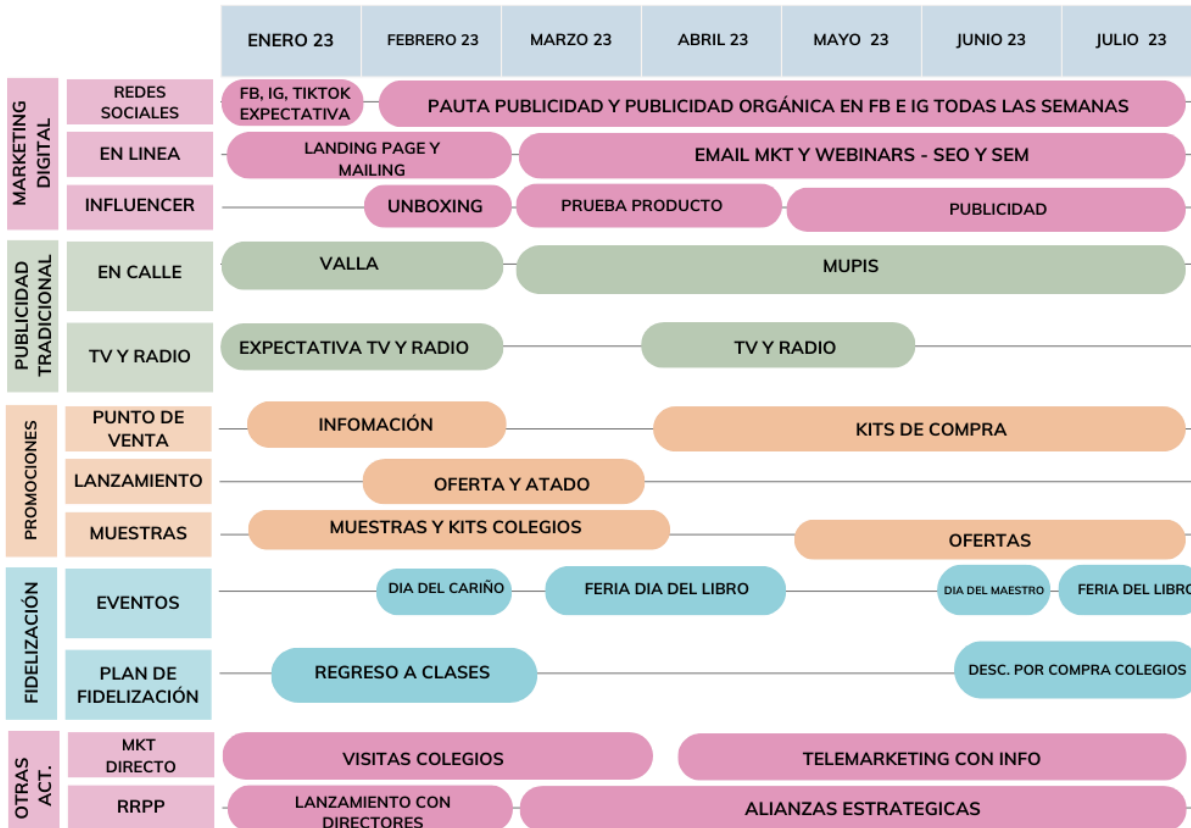 ENERO 23 FEBRERO 23 MARZO 23 ABRIL 23 MAYO 23 JUNIO 23 JULIO 23
MARKETING
DIGITAL
REDES
SOCIALES
FB, IG, TIKTOK
EXPECTATIVA
PAUTA PUBLICIDAD Y PUBLICIDAD ORGÁNICA EN FB E IG TODAS LAS SEMANAS
EN LINEA
LANDING PAGE Y
MAILING
EMAIL MKT Y WEBINARS - SEO Y SEM
INFLUENCER
UNBOXING
PRUEBA PRODUCTO
PUBLICIDAD
PUBLICIDAD
TRADICIONAL
EN CALLE
VALLA
MUPIS
TV Y RADIO
EXPECTATIVA TV Y RADIO
TV Y RADIO
PROMOCIONES
PUNTO DE
VENTA
INFOMACIÓN
KITS DE COMPRA
LANZAMIENTO
OFERTA Y ATADO
MUESTRAS
MUESTRAS Y KITS COLEGIOS
OFERTAS
FIDELIZACIÓN
EVENTOS
DIA DEL CARIÑO
FERIA DIA DEL LIBRO
DIA DEL MAESTRO
FERIA DEL LIBRO
PLAN DE
FIDELIZACIÓN
REGRESO A CLASES
DESC. POR COMPRA COLEGIOS
OTRAS
ACT.
MKT
DIRECTO
VISITAS COLEGIOS
TELEMARKETING CON INFO
RRPP
LANZAMIENTO CON
DIRECTORES
ALIANZAS ESTRATEGICAS